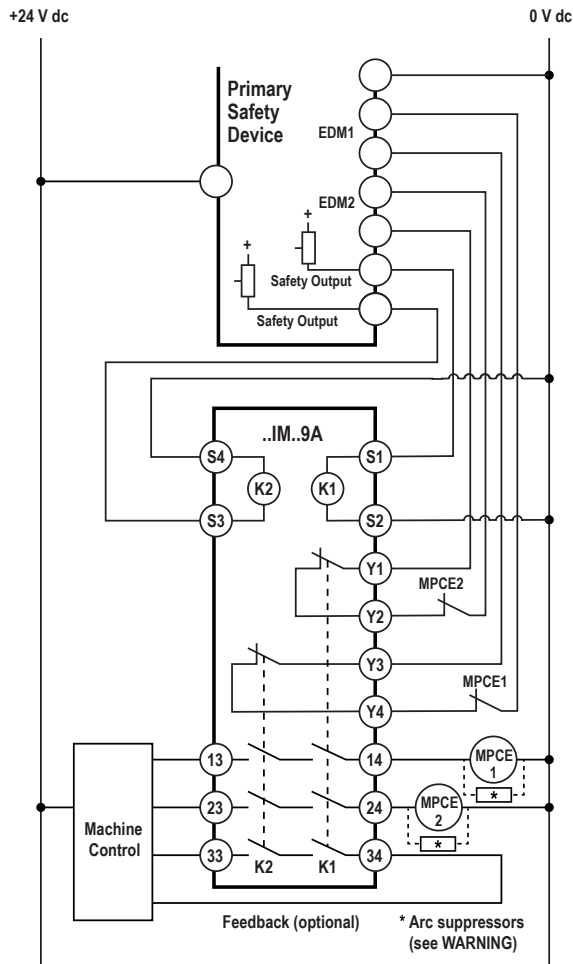 +24 V dc
0 V dc
Primary
Safety
Device
EDM1
EDM2
+
+
Safety Output
Safety Output
..IM..9A
S4
S1
K2
K1
S3
S2
Y1
MPCE2
Y2
Y3
MPCE1
Y4
13
14
MPCE
1
*
23
24
MPCE
2
*
Machine
Control
33
K2
K1
34
Feedback (optional)
* Arc suppressors
(see WARNING)